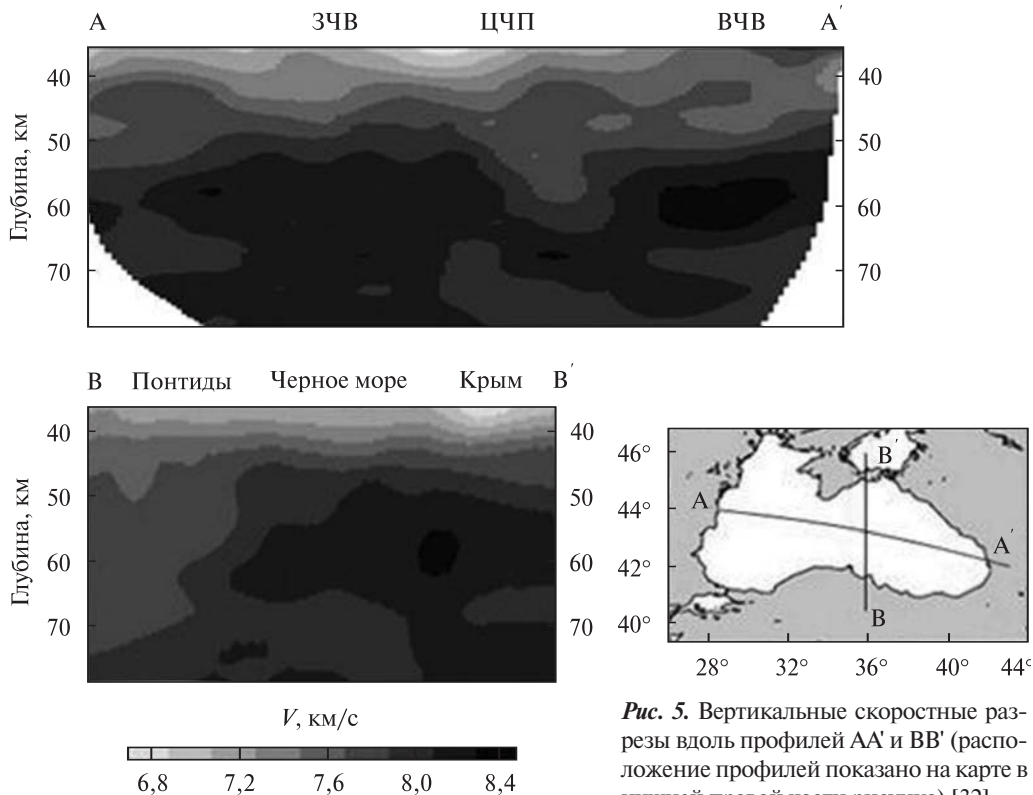 А ЗЧВ ЦЧП ВЧВ А'
Глубина, км
40 40
50 50
60 60
70 70
В Понтиды Черное море Крым В'
Глубина, км
40 40
50 50
60 60
70 70
V, км/с
6,8 7,2 7,6 8,0 8,4
46° В'
44° А А'
42°
40° В
28° 32° 36° 40° 44°
Рис. 5. Вертикальные скоростные раз-
резы вдоль профилей АА' и ВВ' (распо-
ложение профилей показано на карте в